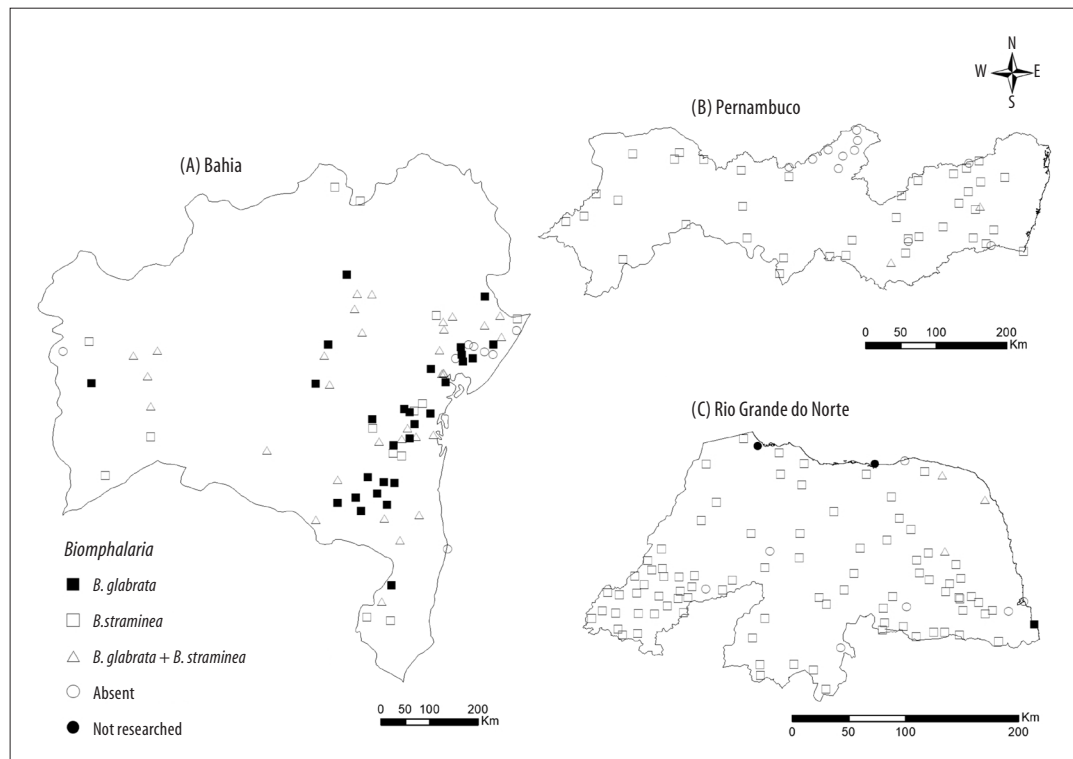 N
W E
S
(B) Pernambuco
(A) Bahia
0 50 100 200
Km
(C) Rio Grande do Norte
Biomphalaria
B. glabrata
B.straminea
B. glabrata + B. straminea
Absent
Not researched
0 50 100 200
Km
0 50 100 200
Km